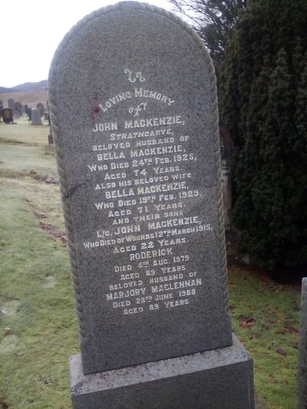 In
Loving Memory
of
JOHN MACKENZIE,
STRATHGARVE,
BELOVED HUSBAND OF
BELLA MACKENZIE,
WHO DIED 24TH FEB. 1925,
AGED 74 YEARS.
ALSO HIS BELOVED WIFE
BELLA MACKENZIE,
WHO DIED 19TH FEB. 1923,
AGED 71 YEARS.
AND THEIR SONS
L/C. JOHN MACKENZIE,
WHO DIED OF WOUNDS 12TH MARCH 1915,
AGED 22 YEARS.
RODERICK
DIED 4TH AUG. 1979
AGED 89 YEARS
BELOVED HUSBAND OF
MARJORY MACLENNAN
DIED 28TH JUNE 1988
AGED 89 YEARS